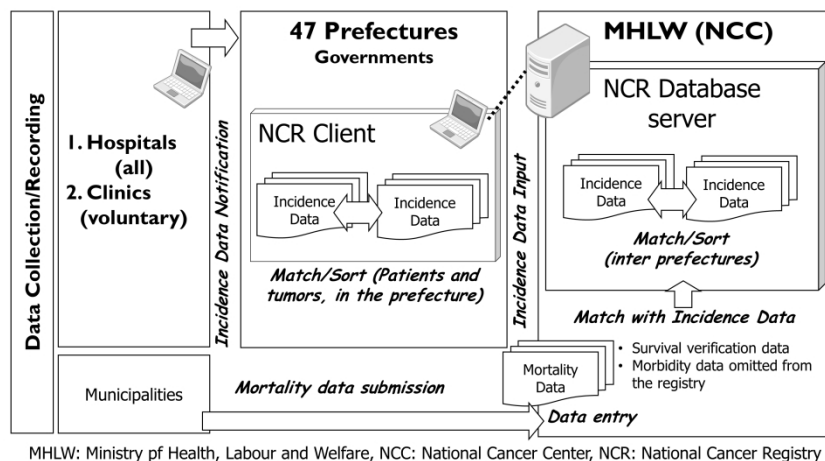 Data Collection/Recording
1. Hospitals
(all)
2. Clinics
(voluntary)
Incidence Data Notification
47 Prefectures
Governments
NCR Client
Incidence
Data
Incidence
Data
Match/Sort (Patients and
tumors, in the prefecture)
Incidence Data Input
MHLW (NCC)
NCR Database
server
Incidence
Data
Incidence
Data
Match/Sort
(inter prefectures)
Match with Incidence Data
Municipalities
Mortality data submission
Mortality
Data
• Survival verification data
• Morbidity data omitted from
the registry
Data entry
MHLW: Ministry pf Health, Labour and Welfare, NCC: National Cancer Center, NCR: National Cancer Registry